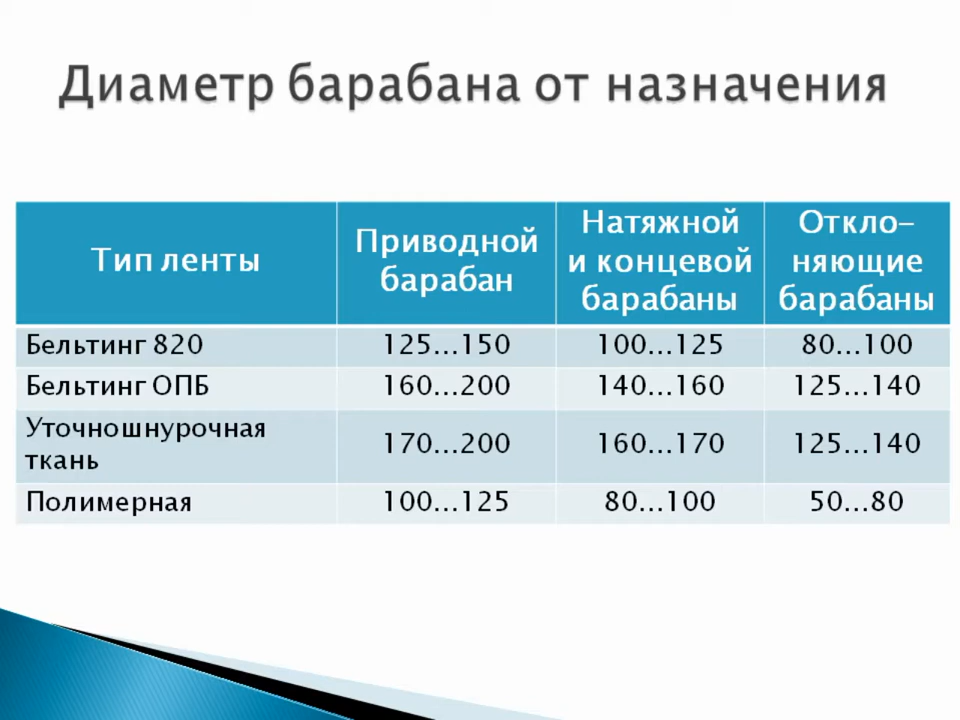 Диаметр барабана от назначения
Тип ленты
Приводной
барабан
Натяжной
и концевой
барабаны
Откло-
няющие
барабаны
Бельтинг 820 125...150 100...125 80...100
Бельтинг ОПБ 160...200 140...160 125...140
Уточношнурочная
ткань
170...200 160...170 125...140
Полимерная 100...125 80...100 50...80